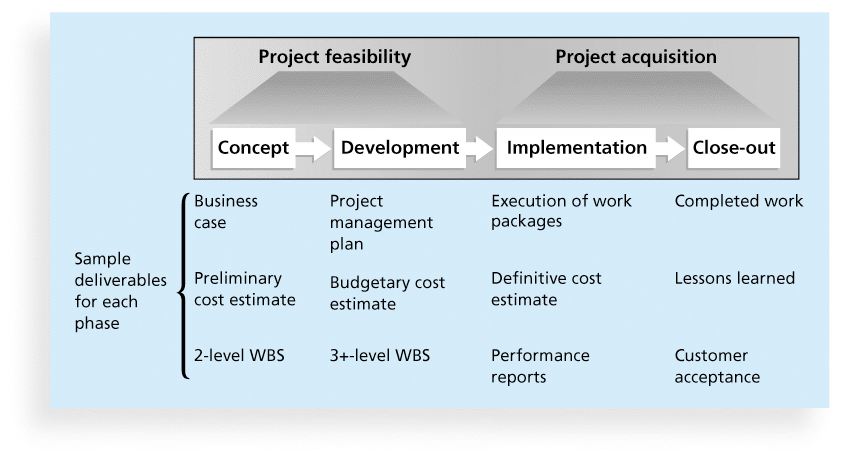 Project feasibility
Project acquisition
Concept
Development
Implementation
Close-out
Sample
deliverables
for each
phase
Business
case
Project
management
plan
Execution of work
packages
Completed work
Preliminary
cost estimate
Budgetary cost
estimate
Definitive cost
estimate
Lessons learned
2-level WBS
3+-level WBS
Performance
reports
Customer
acceptance